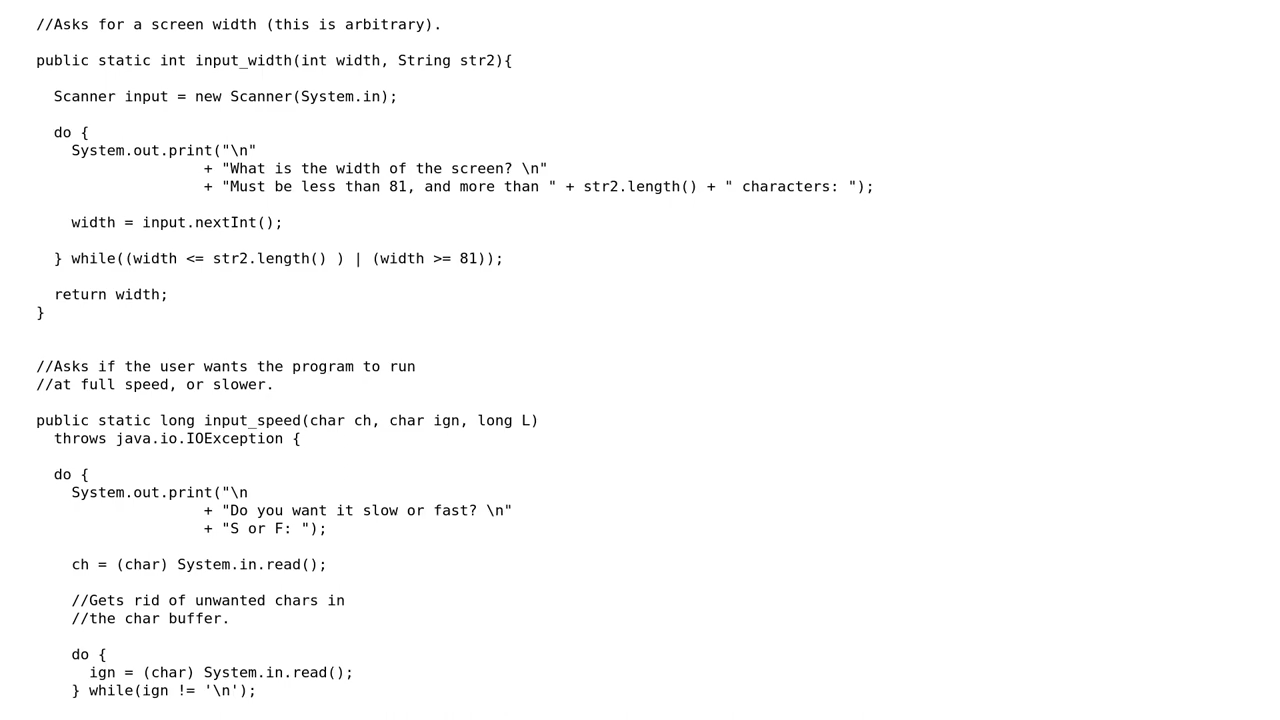 //Asks for a screen width (this is arbitrary).
public static int input_width(int width, String str2){
Scanner input = new Scanner(System.in);
do {
System.out.print("\n"
+ "What is the width of the screen? \n"
+ "Must be less than 81, and more than " + str2.length() + " characters: ");
width = input.nextInt();
} while((width <= str2.length() ) | (width >= 81));
return width;
}
//Asks if the user wants the program to run
//at full speed, or slower.
public static long input_speed(char ch, char ign, long L)
throws java.io.IOException {
do {
System.out.print("\n
+ "Do you want it slow or fast? \n"
+ "S or F: ");
ch = (char) System.in.read();
//Gets rid of unwanted chars in
//the char buffer.
do {
ign = (char) System.in.read();
} while(ign != '\n');